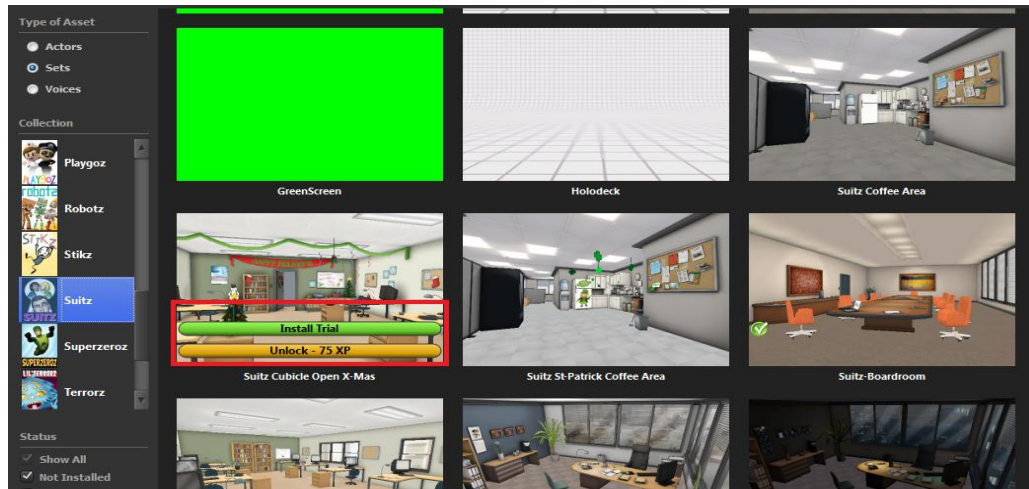 Type of Asset
Actors
Sets
Voices
Collection
Playgoz
Robotz
Stikz
Suitz
Superzeroz
Terrorz
Status
Show All
Not Installed
GreenScreen
Holodeck
Suitz Coffee Area
Install Trial
Unlock - 75 XP
Suitz Cubicle Open X-Mas
Suitz St-Patrick Coffee Area
Suitz-Boardroom